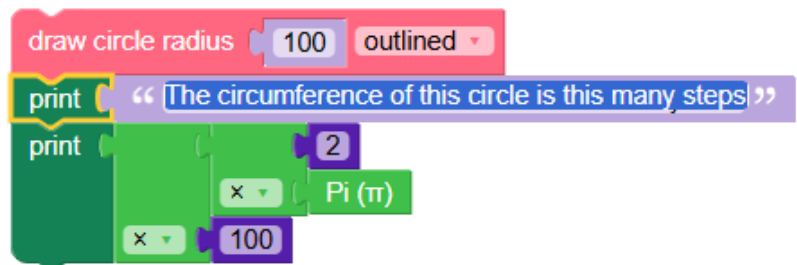 draw circle radius 100 outlined
print “ The circumference of this circle is this many steps ”
print 2
× Pi (π)
× 100